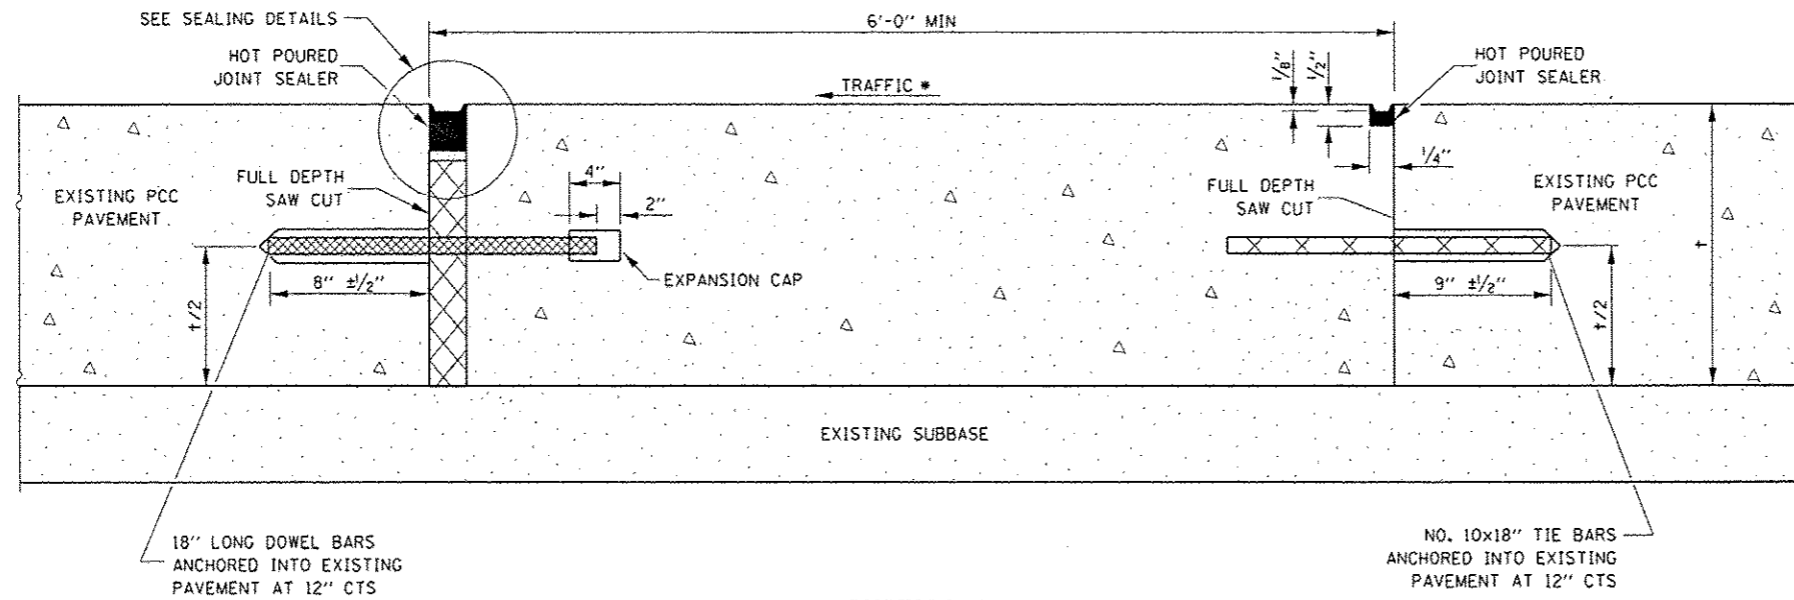 SEE SEALING DETAILS
HOT POURED
JOINT SEALER
6'-0" MIN
TRAFFIC *
1/8"
1/2"
HOT POURED
JOINT SEALER
1/4"
EXISTING PCC
PAVEMENT
FULL DEPTH
SAW CUT
4"
2"
EXPANSION CAP
8" ±1/2"
t/2
FULL DEPTH
SAW CUT
EXISTING PCC
PAVEMENT
9" ±1/2"
t/2
t
EXISTING SUBBASE
18" LONG DOWEL BARS
ANCHORED INTO EXISTING
PAVEMENT AT 12" CTS
NO. 10x18" TIE BARS
ANCHORED INTO EXISTING
PAVEMENT AT 12" CTS